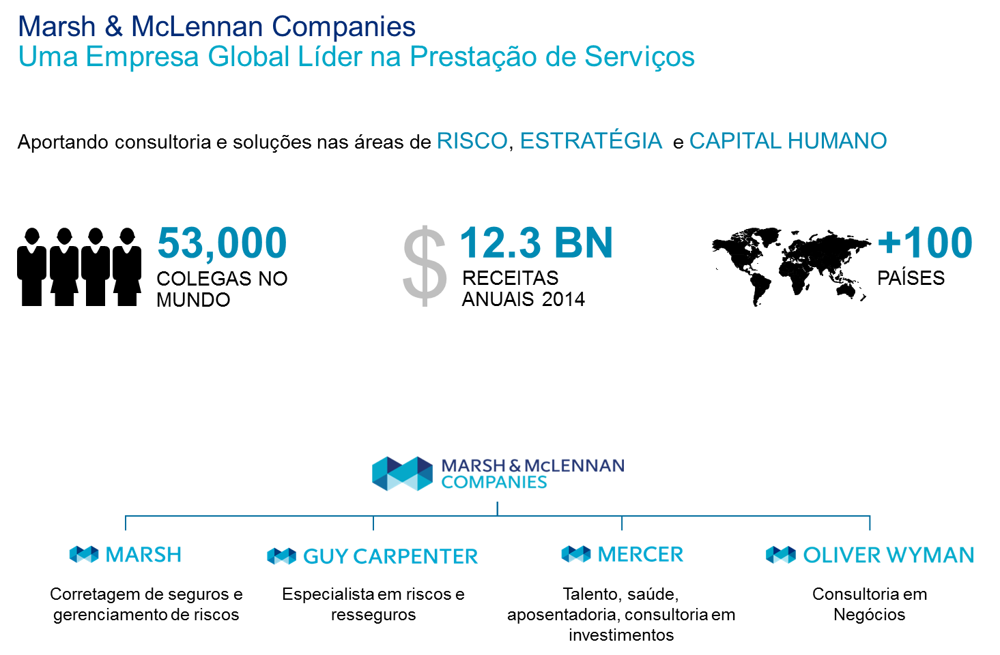 Marsh & McLennan Companies
Uma Empresa Global Líder na Prestação de Serviços
Aportando consultoria e soluções nas áreas de RISCO, ESTRATÉGIA e CAPITAL HUMANO
53,000
COLEGAS NO
MUNDO
$
12.3 BN
RECEITAS
ANUAIS 2014
+100
PAÍSES
MARSH & McLENNAN
COMPANIES
MARSH
Corretagem de seguros e
gerenciamento de riscos
GUY CARPENTER
Especialista em riscos e
resseguros
MERCER
Talento, saúde,
aposentadoria, consultoria em
investimentos
OLIVER WYMAN
Consultoria em
Negócios